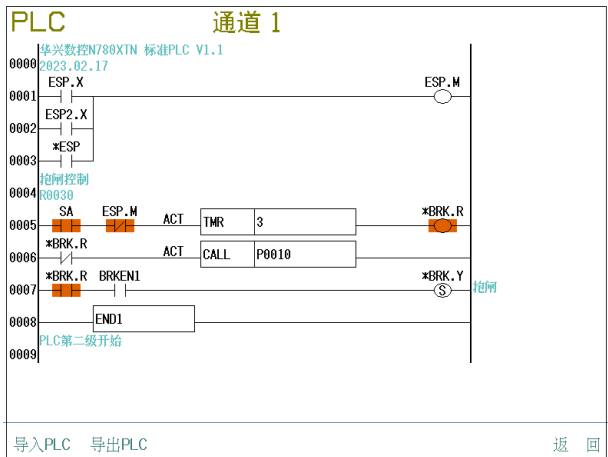 PLC 通道 1
华兴数控N780XTN 标准PLC V1.1
0000 2023.02.17
ESP.X ESP.M
0001
ESP2.X
0002
*ESP
0003
抱闸控制
0004 R0030
SA ESP.M ACT TMR 3 *BRK.R
0005
*BRK.R ACT CALL P0010
0006
*BRK.R BRKEN1 *BRK.Y
0007 S 抱闸
0008 END1
PLC第二级开始
0009
导入PLC 导出PLC 返 回